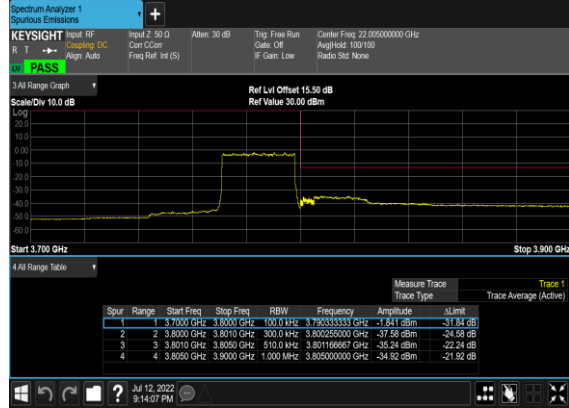 Spectrum Analyzer 1
Spurious Emissions
KEYSIGHT Input: RF Input Z: 50 Ω Atten: 30 dB Trig: Free Run Center Freq: 22.005000000 GHz
R T Coupling: DC Corr CCorr Gate: Off Avg|Hold: 100/100
Align: Auto Freq Ref: Int (S) IF Gain: Low Radio Std: None
PASS
3 All Range Graph
Ref Lvl Offset 15.50 dB
Scale/Div 10.0 dB Ref Value 30.00 dBm
Log
20.0
10.0
0.00
-10.0
-20.0
-30.0
-40.0
-50.0
-60.0
Start 3.700 GHz Stop 3.900 GHz
4 All Range Table
Measure Trace Trace 1
Trace Type Trace Average (Active)
Spur Range Start Freq Stop Freq RBW Frequency Amplitude ΔLimit
1 1 3.7000 GHz 3.8000 GHz 100.0 kHz 3.790333333 GHz -1.841 dBm -31.84 dB
2 2 3.8000 GHz 3.8010 GHz 300.0 kHz 3.800255000 GHz -37.58 dBm -24.58 dB
3 3 3.8010 GHz 3.8050 GHz 510.0 kHz 3.801166667 GHz -35.24 dBm -22.24 dB
4 4 3.8050 GHz 3.9000 GHz 1.000 MHz 3.805000000 GHz -34.92 dBm -21.92 dB
? Jul 12, 2022
9:14:07 PM